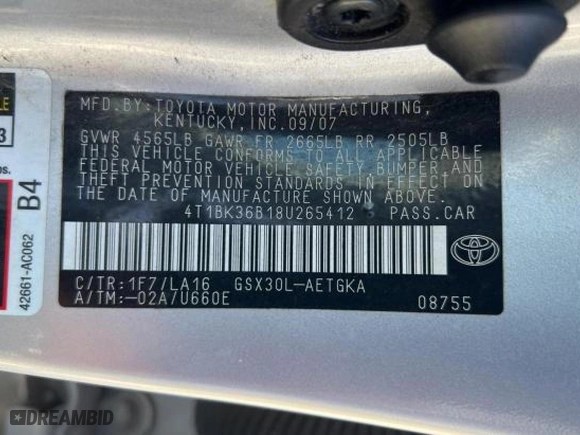 MFD.BY:TOYOTA MOTOR MANUFACTURING,
KENTUCKY, INC.09/07
GVWR 4565LB GAWR FR 2665LB RR 2505LB
THIS VEHICLE CONFORMS TO ALL APPLICABLE
FEDERAL MOTOR VEHICLE SAFETY,BUMPER,AND
THEFT PREVENTION STANDARDS IN EFFECT ON
THE DATE OF MANUFACTURE SHOWN ABOVE.
4T1BK36B18U265412 PASS.CAR
C/TR:1F7/LA16 GSX30L-AETGKA
A/TM:-02A/U660E 08755
B4
42661-AC062
3
DREAMBID